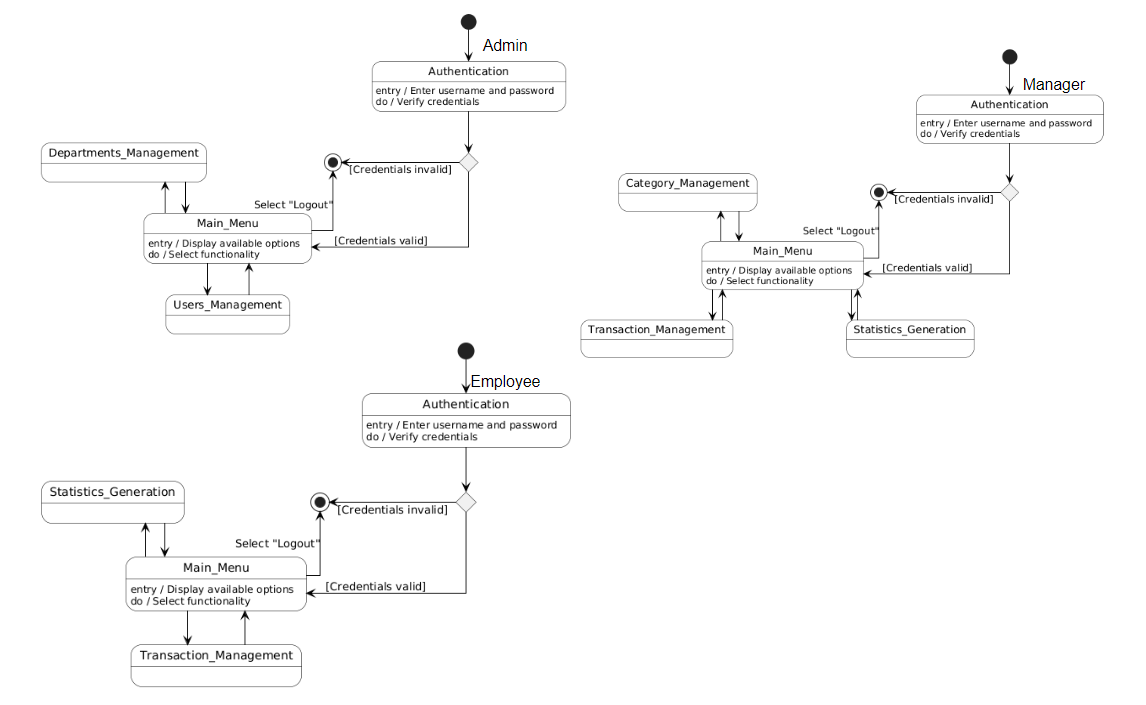 Admin
Authentication
entry / Enter username and password
do / Verify credentials
[Credentials invalid]
Departments_Management
Select "Logout"
Main_Menu
entry / Display available options
do / Select functionality
[Credentials valid]
Users_Management
Manager
Authentication
entry / Enter username and password
do / Verify credentials
[Credentials invalid]
Category_Management
Select "Logout"
Main_Menu
entry / Display available options
do / Select functionality
[Credentials valid]
Transaction_Management
Statistics_Generation
Employee
Authentication
entry / Enter username and password
do / Verify credentials
Statistics_Generation
[Credentials invalid]
Select "Logout"
Main_Menu
entry / Display available options
do / Select functionality
[Credentials valid]
Transaction_Management